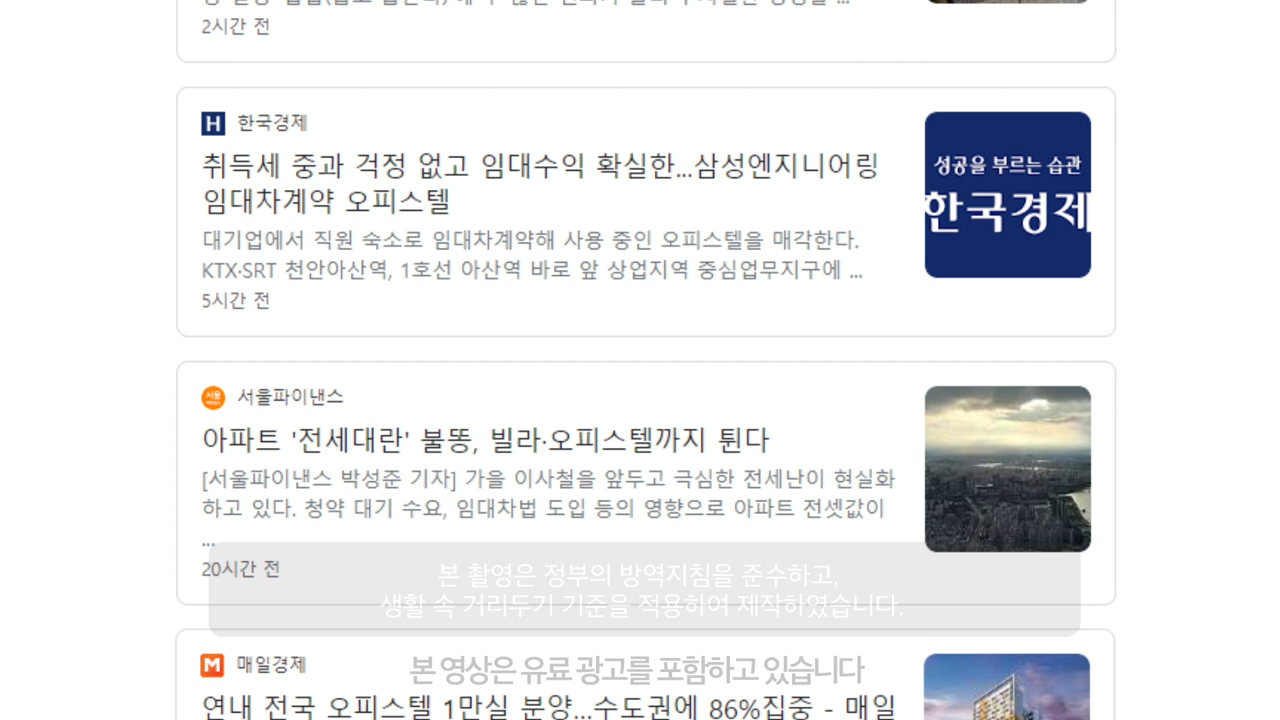 2시간 전
한국경제
취득세 중과 걱정 없고 임대수익 확실한...삼성엔지니어링
임대차계약 오피스텔
대기업에서 직원 숙소로 임대차계약해 사용 중인 오피스텔을 매각한다.
KTX·SRT 천안아산역, 1호선 아산역 바로 앞 상업지역 중심업무지구에 ...
5시간 전
성공을 부르는 습관
한국경제
서울파이낸스
아파트 '전세대란' 불똥, 빌라·오피스텔까지 튄다
[서울파이낸스 박성준 기자] 가을 이사철을 앞두고 극심한 전세난이 현실화
하고 있다. 청약 대기 수요, 임대차법 도입 등의 영향으로 아파트 전셋값이
...
20시간 전
본 촬영은 정부의 방역지침을 준수하고,
생활 속 거리두기 기준을 적용하여 제작하였습니다.
본 영상은 유료 광고를 포함하고 있습니다
M 매일경제
연내 전국 오피스텔 1만실 분양...수도권에 86%집중 - 매일